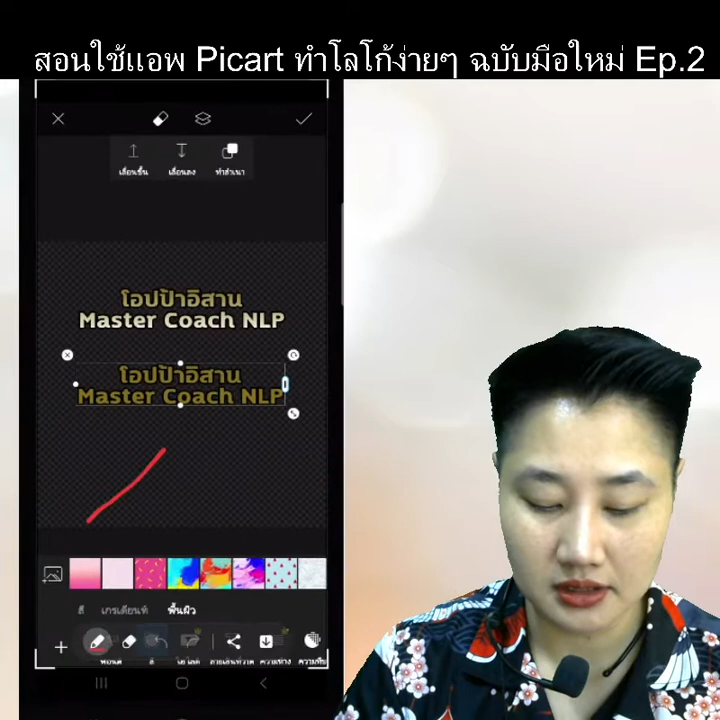 สอนใช้แอพ Picart ทำโลโก้ง่ายๆ ฉบับมือใหม่ Ep.2
เลื่อนขึ้น เลื่อนลง ทำสำเนา
โอปป้าอิสาน
Master Coach NLP
โอปป้าอิสาน
Master Coach NLP
สี เกรเดียนท์ พื้นผิว